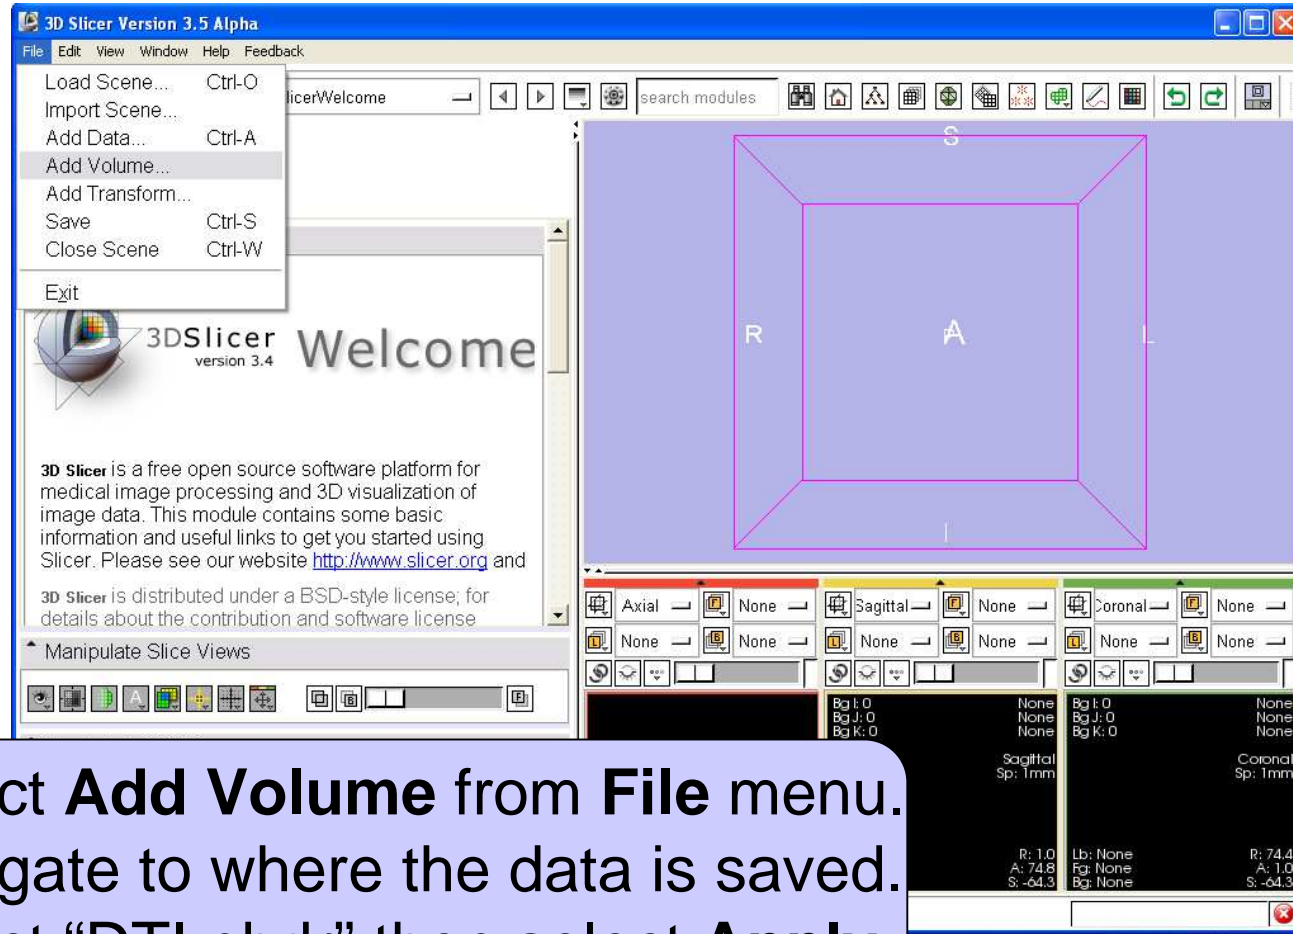 3D Slicer Version 3.5 Alpha
File Edit View Window Help Feedback
Load Scene... Ctrl-O
Import Scene...
Add Data... Ctrl-A
Add Volume...
Add Transform...
Save Ctrl-S
Close Scene Ctrl-W
Exit
licerWelcome
search modules
S
R
A
L
I
3DSlicer
version 3.4
Welcome
3D Slicer is a free open source software platform for
medical image processing and 3D visualization of
image data. This module contains some basic
information and useful links to get you started using
Slicer. Please see our website http://www.slicer.org and
3D Slicer is distributed under a BSD-style license; for
details about the contribution and software license
Manipulate Slice Views
Axial None Sagittal None Coronal None
None None None None None None
Bg I: 0 None Bg I: 0 None
Bg J: 0 None Bg J: 0 None
Bg K: 0 None Bg K: 0 None
Sagittal Coronal
Sp: 1mm Sp: 1mm
R: 1.0 Lb: None R: 74.4
A: 74.8 Fg: None A: 1.0
S: -64.3 Bg: None S: -64.3
ct Add Volume from File menu.
gate to where the data is saved.
then select Apply